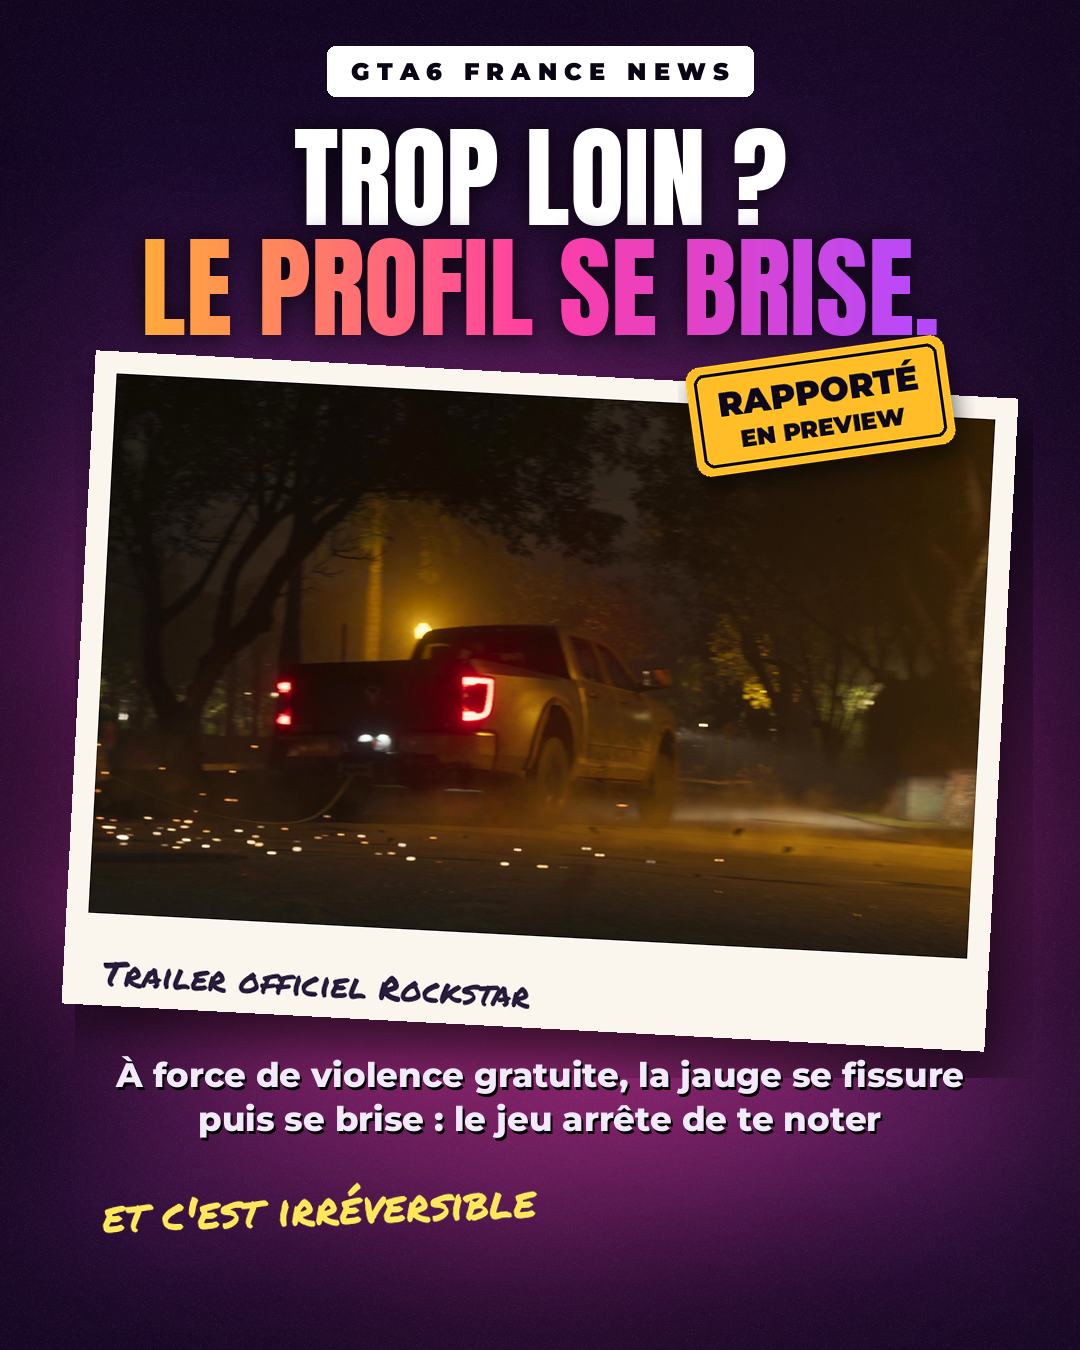 GTA6 FRANCE NEWS
TROP LOIN ?
LE PROFIL SE BRISE.
RAPPORTÉ
EN PREVIEW
TRAILER OFFICIEL ROCKSTAR
À force de violence gratuite, la jauge se fissure
puis se brise : le jeu arrête de te noter
ET C'EST IRRÉVERSIBLE